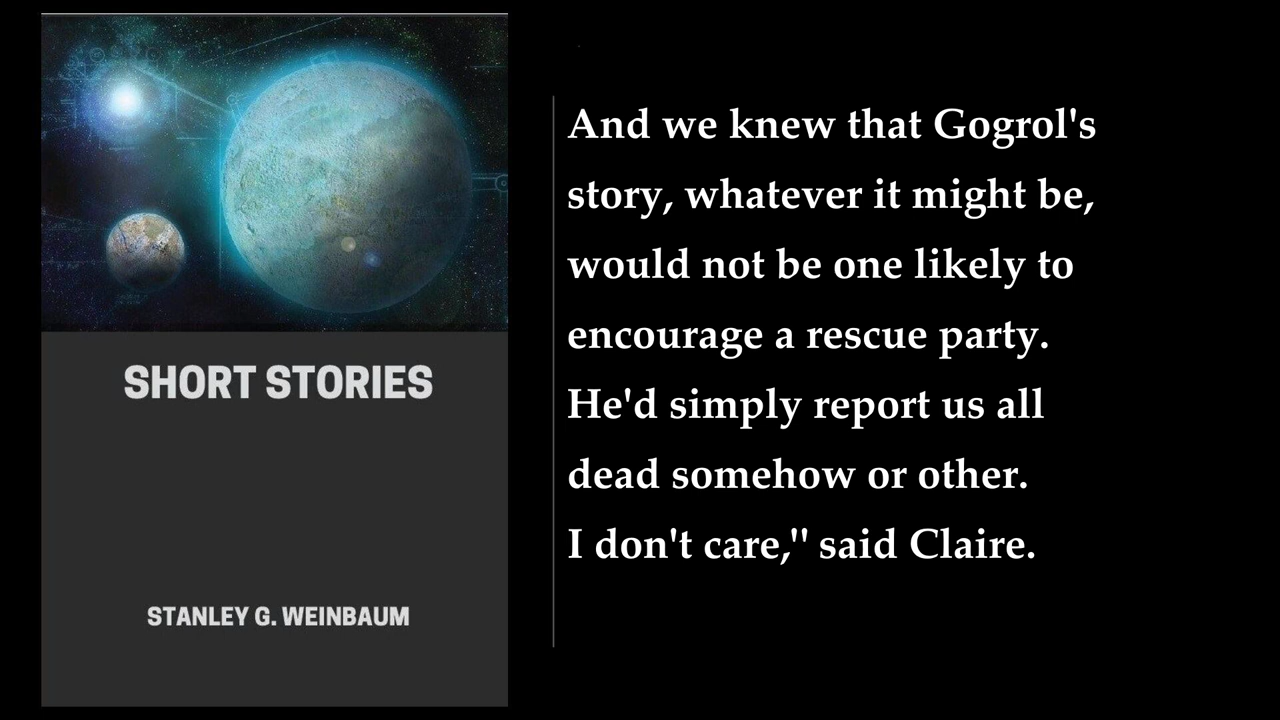 SHORT STORIES
STANLEY G. WEINBAUM
And we knew that Gogrol's
story, whatever it might be,
would not be one likely to
encourage a rescue party.
He'd simply report us all
dead somehow or other.
I don't care," said Claire.